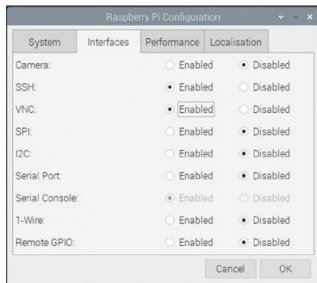 Raspberry Pi Configuration
System Interfaces Performance Localisation
Camera: Enabled Disabled
SSH: Enabled Disabled
VNC: Enabled Disabled
SPI: Enabled Disabled
I2C: Enabled Disabled
Serial Port: Enabled Disabled
Serial Console: Enabled Disabled
1-Wire: Enabled Disabled
Remote GPIO: Enabled Disabled
Cancel OK